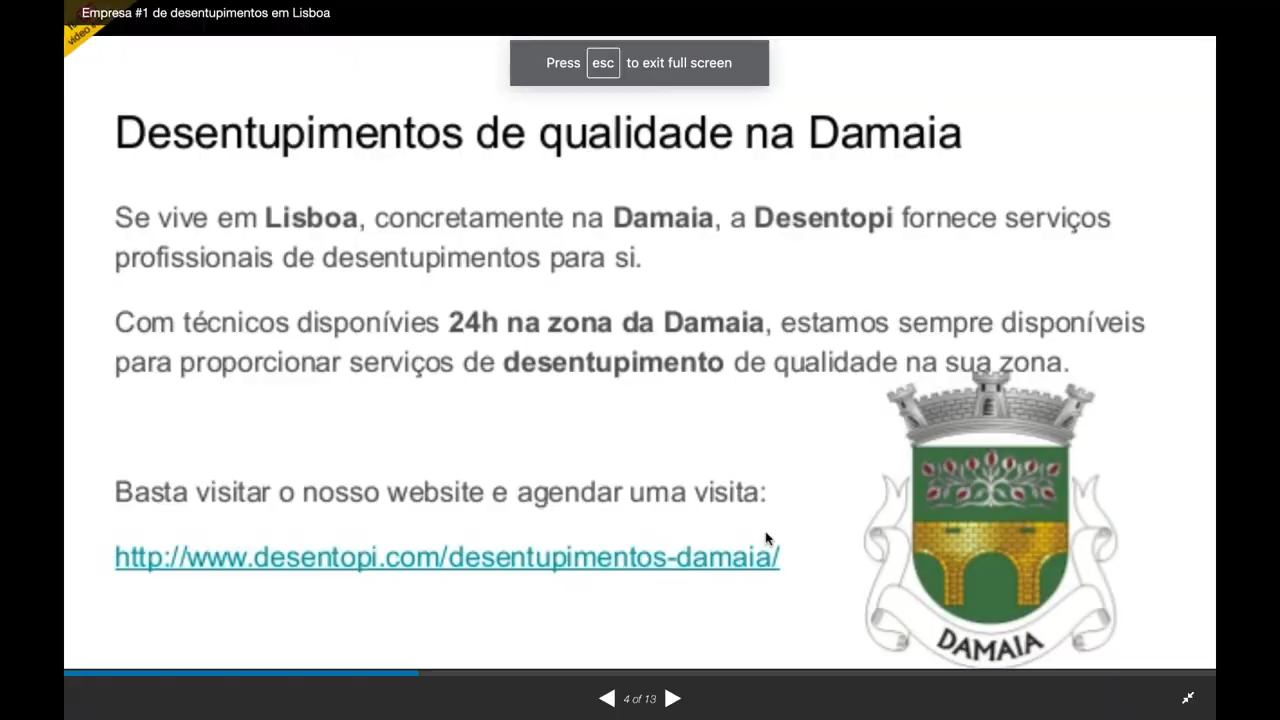 Empresa #1 de desentupimentos em Lisboa
video
Press esc to exit full screen
Desentupimentos de qualidade na Damaia
Se vive em Lisboa, concretamente na Damaia, a Desentopi fornece serviços
profissionais de desentupimentos para si.
Com técnicos disponívies 24h na zona da Damaia, estamos sempre disponíveis
para proporcionar serviços de desentupimento de qualidade na sua zona.
Basta visitar o nosso website e agendar uma visita:
http://www.desentopi.com/desentupimentos-damaia/
DAMAIA
4 of 13